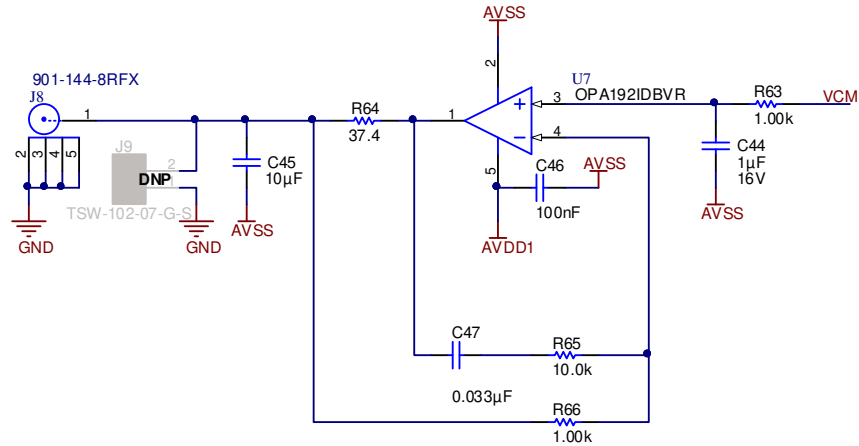 AVSS
901-144-8RFX
J8
1
2
3
4
5
GND
J9
2
1
DNP
TSW-102-07-G-S
GND
C45
10µF
AVSS
R64
37.4
1
2
U7
OPA192IDBVR
3
4
5
C46
100nF
AVSS
AVDD1
R63
1.00k
VCM
C44
1µF
16V
AVSS
C47
0.033µF
R65
10.0k
R66
1.00k